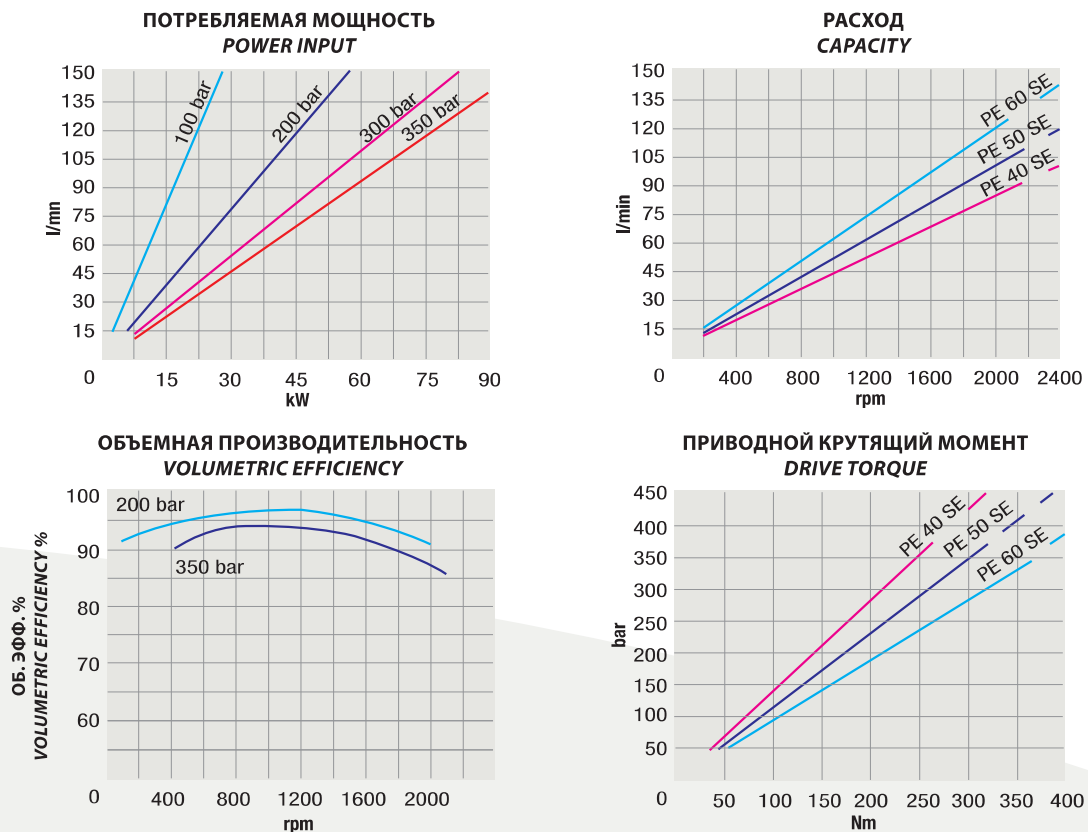 ПОТРЕБЛЯЕМАЯ МОЩНОСТЬ
POWER INPUT
150
135
120
105
90
75
60
45
30
15
0
l/mn
100 bar
200 bar
300 bar
350 bar
15 30 45 60 75 90
kW
РАСХОД
CAPACITY
150
135
120
105
90
75
60
45
30
15
0
l/min
PE 60 SE
PE 50 SE
PE 40 SE
400 800 1200 1600 2000 2400
rpm
ОБЪЕМНАЯ ПРОИЗВОДИТЕЛЬНОСТЬ
VOLUMETRIC EFFICIENCY
100
90
80
70
60
0
ОБ. ЭФФ. %
VOLUMETRIC EFFICIENCY %
200 bar
350 bar
400 800 1200 1600 2000
rpm
ПРИВОДНОЙ КРУТЯЩИЙ МОМЕНТ
DRIVE TORQUE
450
400
350
300
250
200
150
100
50
0
bar
PE 40 SE
PE 50 SE
PE 60 SE
50 100 150 200 250 300 350 400
Nm